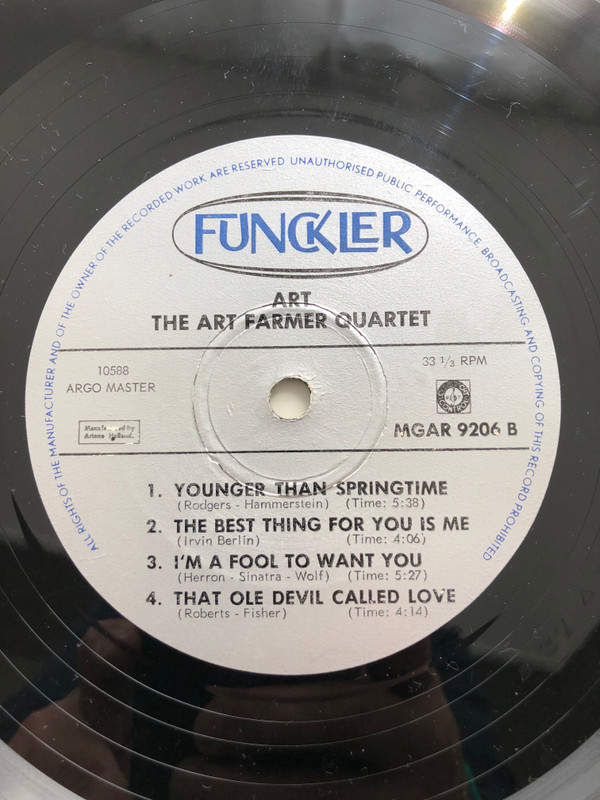 ALL RIGHTS OF THE MANUFACTURER AND OF THE OWNER OF THE RECORDED WORK ARE RESERVED UNAUTHORISED PUBLIC PERFORMANCE, BROADCASTING AND COPYING OF THIS RECORD PROHIBITED
FUNCKLER
ART
THE ART FARMER QUARTET
10588
ARGO MASTER
33 1/3 RPM
Manufactured by
Artone Holland.
MGAR 9206 B
1. YOUNGER THAN SPRINGTIME
(Rodgers - Hammerstein) (Time: 5:38)
2. THE BEST THING FOR YOU IS ME
(Irvin Berlin) (Time: 4:06)
3. I'M A FOOL TO WANT YOU
(Herron - Sinatra - Wolf) (Time: 5:27)
4. THAT OLE DEVIL CALLED LOVE
(Roberts - Fisher) (Time: 4:14)